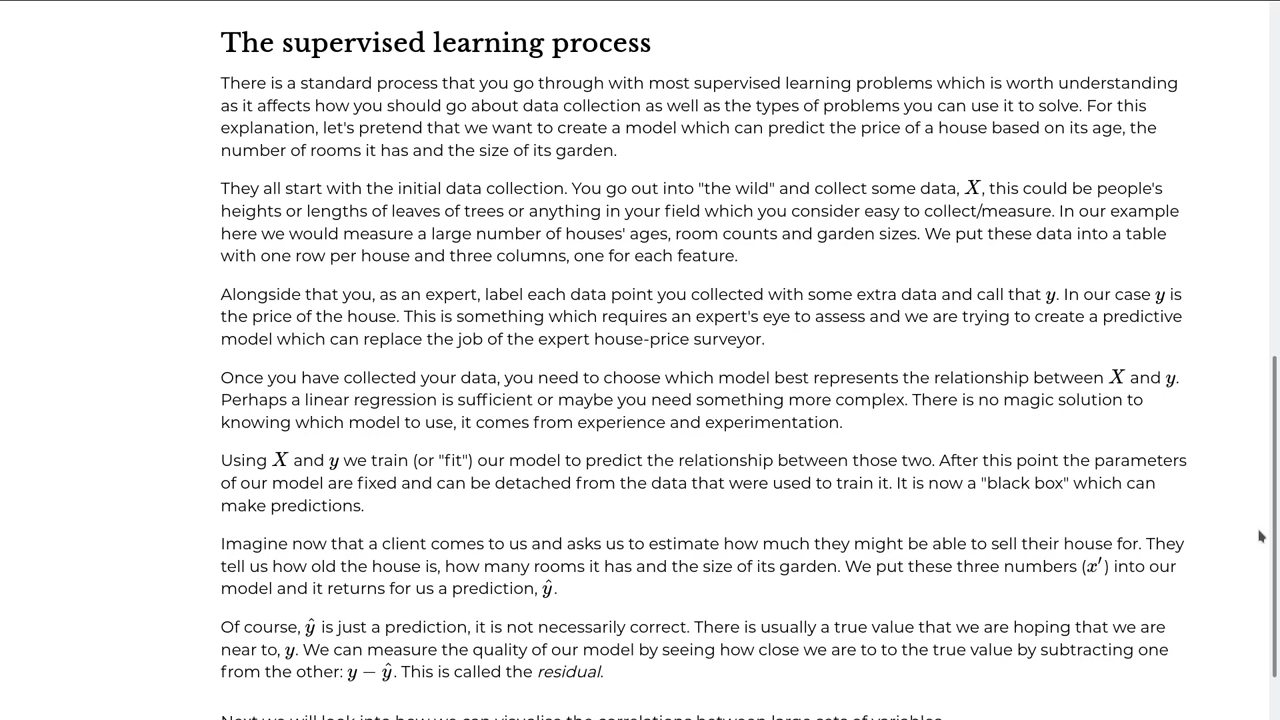 The supervised learning process
There is a standard process that you go through with most supervised learning problems which is worth understanding
as it affects how you should go about data collection as well as the types of problems you can use it to solve. For this
explanation, let's pretend that we want to create a model which can predict the price of a house based on its age, the
number of rooms it has and the size of its garden.
They all start with the initial data collection. You go out into "the wild" and collect some data, X, this could be people's
heights or lengths of leaves of trees or anything in your field which you consider easy to collect/measure. In our example
here we would measure a large number of houses' ages, room counts and garden sizes. We put these data into a table
with one row per house and three columns, one for each feature.
Alongside that you, as an expert, label each data point you collected with some extra data and call that y. In our case y is
the price of the house. This is something which requires an expert's eye to assess and we are trying to create a predictive
model which can replace the job of the expert house-price surveyor.
Once you have collected your data, you need to choose which model best represents the relationship between X and y.
Perhaps a linear regression is sufficient or maybe you need something more complex. There is no magic solution to
knowing which model to use, it comes from experience and experimentation.
Using X and y we train (or "fit") our model to predict the relationship between those two. After this point the parameters
of our model are fixed and can be detached from the data that were used to train it. It is now a "black box" which can
make predictions.
Imagine now that a client comes to us and asks us to estimate how much they might be able to sell their house for. They
tell us how old the house is, how many rooms it has and the size of its garden. We put these three numbers (x′) into our
model and it returns for us a prediction, ŷ.
Of course, ŷ is just a prediction, it is not necessarily correct. There is usually a true value that we are hoping that we are
near to, y. We can measure the quality of our model by seeing how close we are to to the true value by subtracting one
from the other: y − ŷ. This is called the residual.
Next we will look into how we can visualise the correlations between large sets of variables